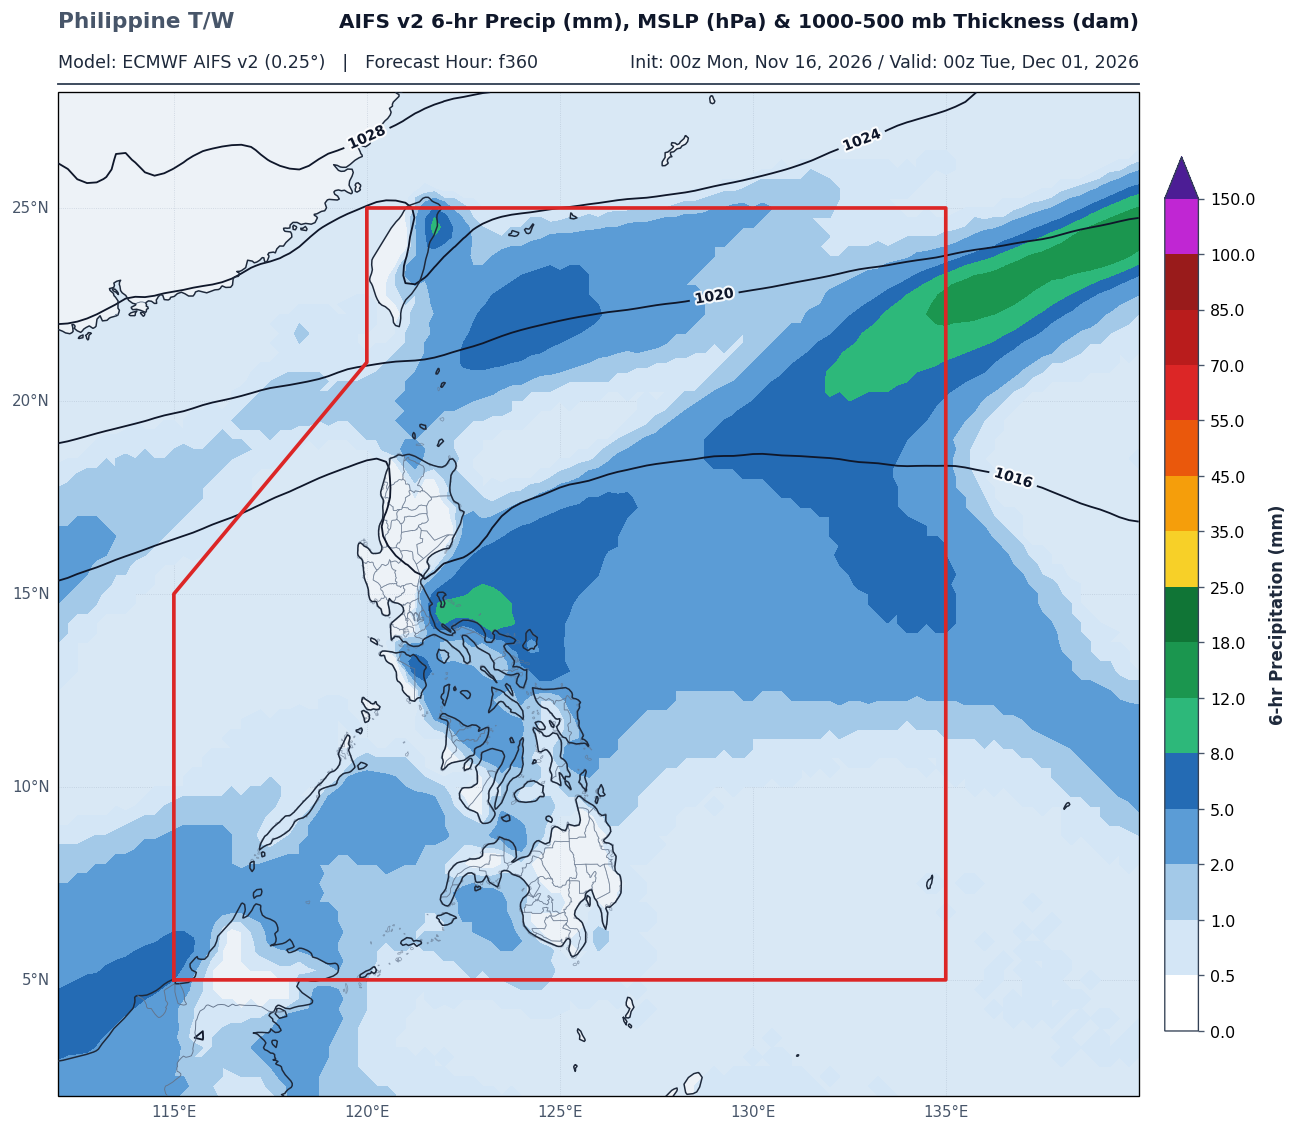 Philippine T/W
AIFS v2 6-hr Precip (mm), MSLP (hPa) & 1000-500 mb Thickness (dam)
Model: ECMWF AIFS v2 (0.25°)   |   Forecast Hour: f360
Init: 00z Mon, Nov 16, 2026 / Valid: 00z Tue, Dec 01, 2026
1028
1024
1020
1016
25°N
20°N
15°N
10°N
5°N
115°E
120°E
125°E
130°E
135°E
150.0
100.0
85.0
70.0
55.0
45.0
35.0
25.0
18.0
12.0
8.0
5.0
2.0
1.0
0.5
0.0
6-hr Precipitation (mm)